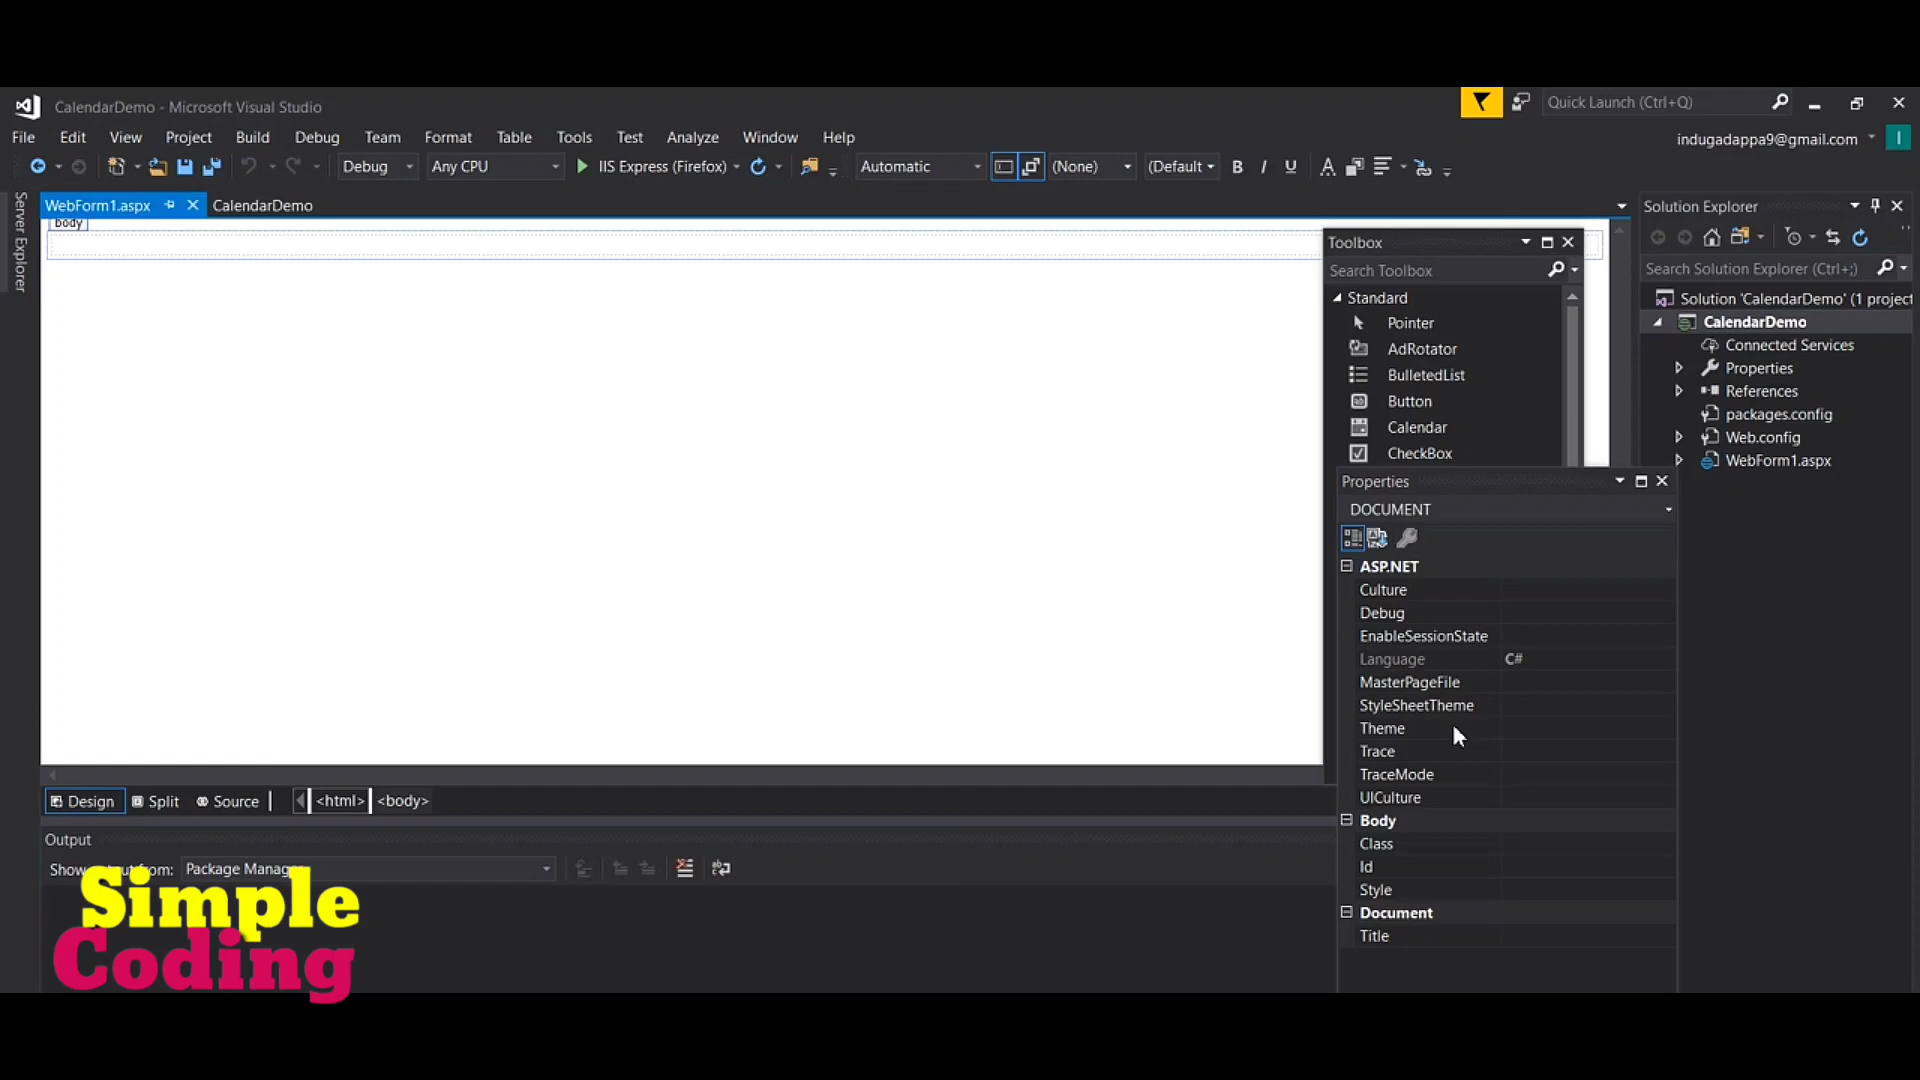 CalendarDemo - Microsoft Visual Studio
Quick Launch (Ctrl+Q)
File Edit View Project Build Debug Team Format Table Tools Test Analyze Window Help
indugadappa9@gmail.com I
Debug Any CPU IIS Express (Firefox) Automatic (None) (Default B I U A
Server Explorer
WebForm1.aspx CalendarDemo
body
Toolbox
Search Toolbox
Standard
Pointer
AdRotator
BulletedList
Button
Calendar
CheckBox
Solution Explorer
Search Solution Explorer (Ctrl+;)
Solution 'CalendarDemo' (1 project
CalendarDemo
Connected Services
Properties
References
packages.config
Web.config
WebForm1.aspx
Properties
DOCUMENT
ASP.NET
Culture
Debug
EnableSessionState
Language C#
MasterPageFile
StyleSheetTheme
Theme
Trace
TraceMode
UICulture
Body
Class
Id
Style
Document
Title
Design Split Source <html> <body>
Output
Package Manager
Simple
Coding